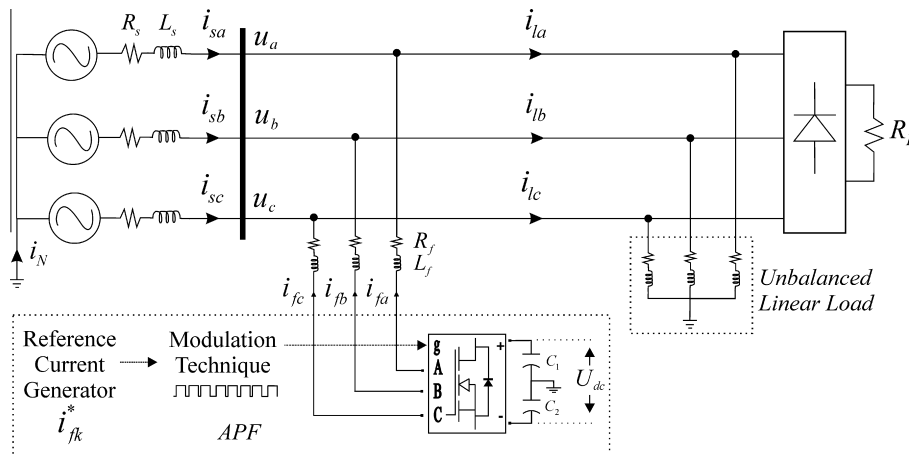 R_s L_s i_sa u_a i_la
i_sb u_b i_lb
i_sc u_c i_lc
i_N
R_f
L_f
i_fc i_fb i_fa
Unbalanced
Linear Load
Reference
Current
Generator
i*_fk
Modulation
Technique
APF
g
A
B
C
+
-
C_1
C_2
U_dc